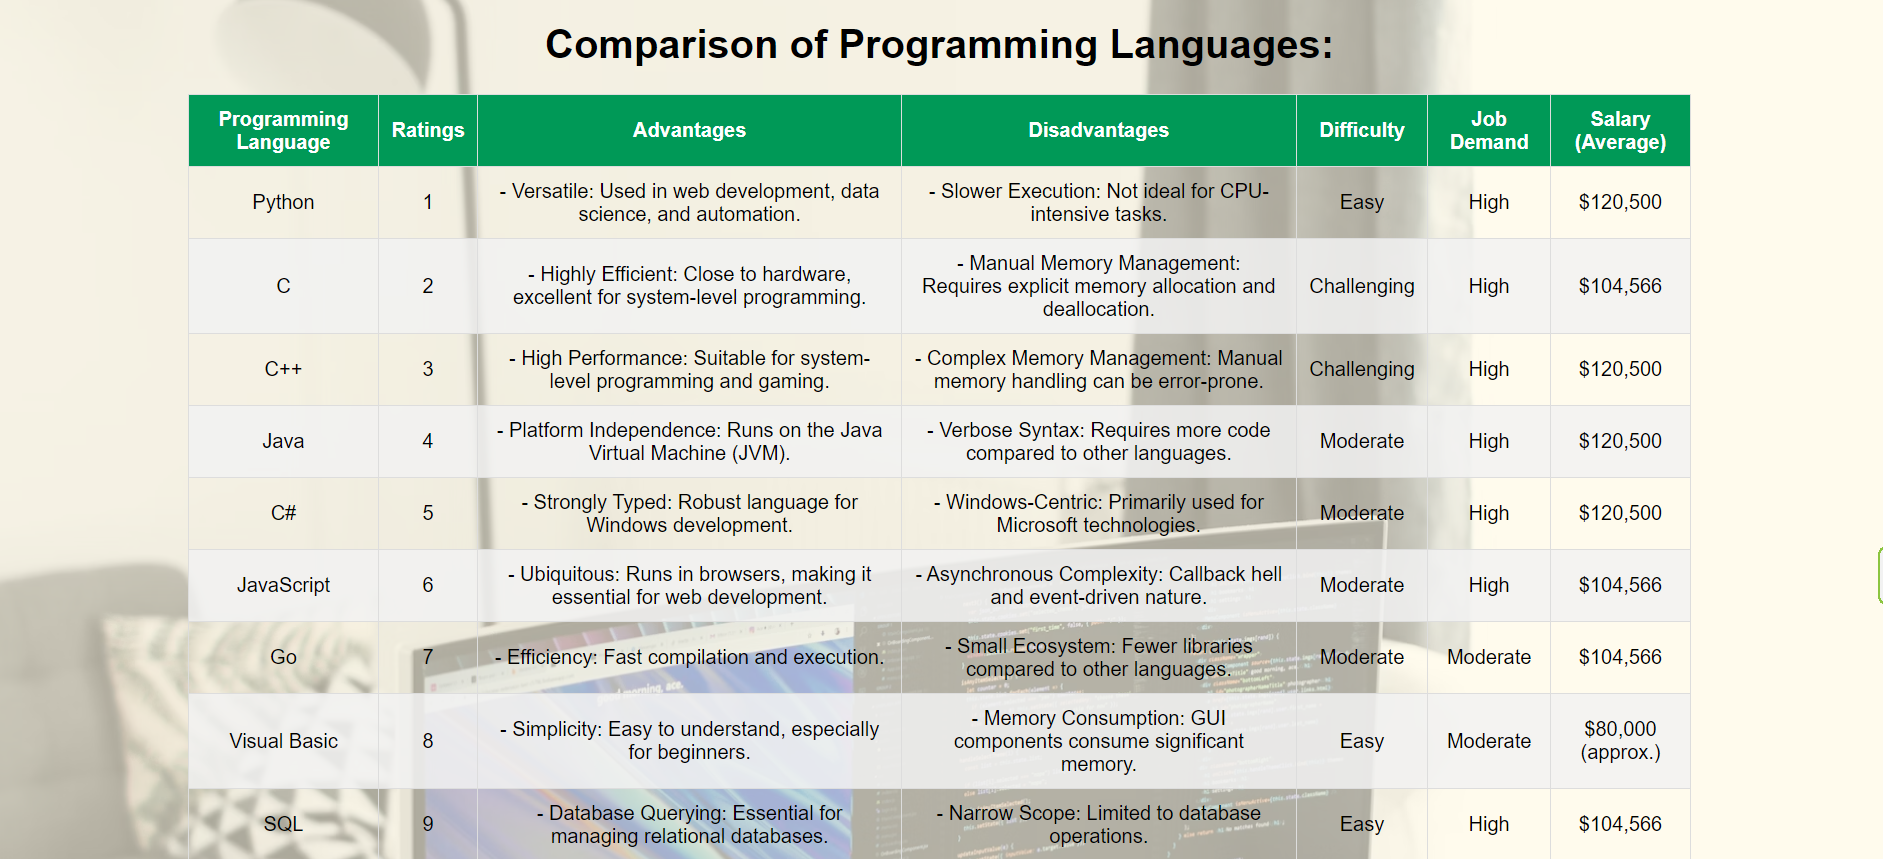 Comparison of Programming Languages:
Programming
Language
Ratings
Advantages
Disadvantages
Difficulty
Job
Demand
Salary
(Average)
Python
1
- Versatile: Used in web development, data
science, and automation.
- Slower Execution: Not ideal for CPU-
intensive tasks.
Easy
High
$120,500
C
2
- Highly Efficient: Close to hardware,
excellent for system-level programming.
- Manual Memory Management:
Requires explicit memory allocation and
deallocation.
Challenging
High
$104,566
C++
3
- High Performance: Suitable for system-
level programming and gaming.
- Complex Memory Management: Manual
memory handling can be error-prone.
Challenging
High
$120,500
Java
4
- Platform Independence: Runs on the Java
Virtual Machine (JVM).
- Verbose Syntax: Requires more code
compared to other languages.
Moderate
High
$120,500
C#
5
- Strongly Typed: Robust language for
Windows development.
- Windows-Centric: Primarily used for
Microsoft technologies.
Moderate
High
$120,500
JavaScript
6
- Ubiquitous: Runs in browsers, making it
essential for web development.
- Asynchronous Complexity: Callback hell
and event-driven nature.
Moderate
High
$104,566
Go
7
- Efficiency: Fast compilation and execution.
- Small Ecosystem: Fewer libraries
compared to other languages.
Moderate
Moderate
$104,566
Visual Basic
8
- Simplicity: Easy to understand, especially
for beginners.
- Memory Consumption: GUI
components consume significant
memory.
Easy
Moderate
$80,000
(approx.)
SQL
9
- Database Querying: Essential for
managing relational databases.
- Narrow Scope: Limited to database
operations.
Easy
High
$104,566